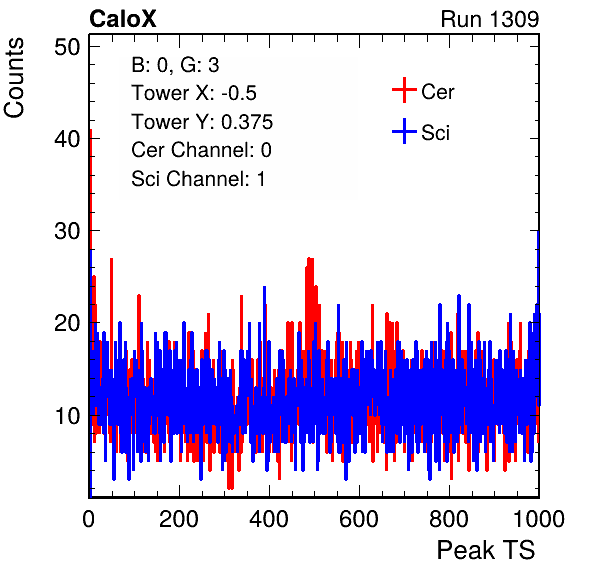 CaloX Run 1309
Counts
B: 0, G: 3
Tower X: -0.5
Tower Y: 0.375
Cer Channel: 0
Sci Channel: 1
Cer
Sci
50
40
30
20
10
0 200 400 600 800 1000
Peak TS